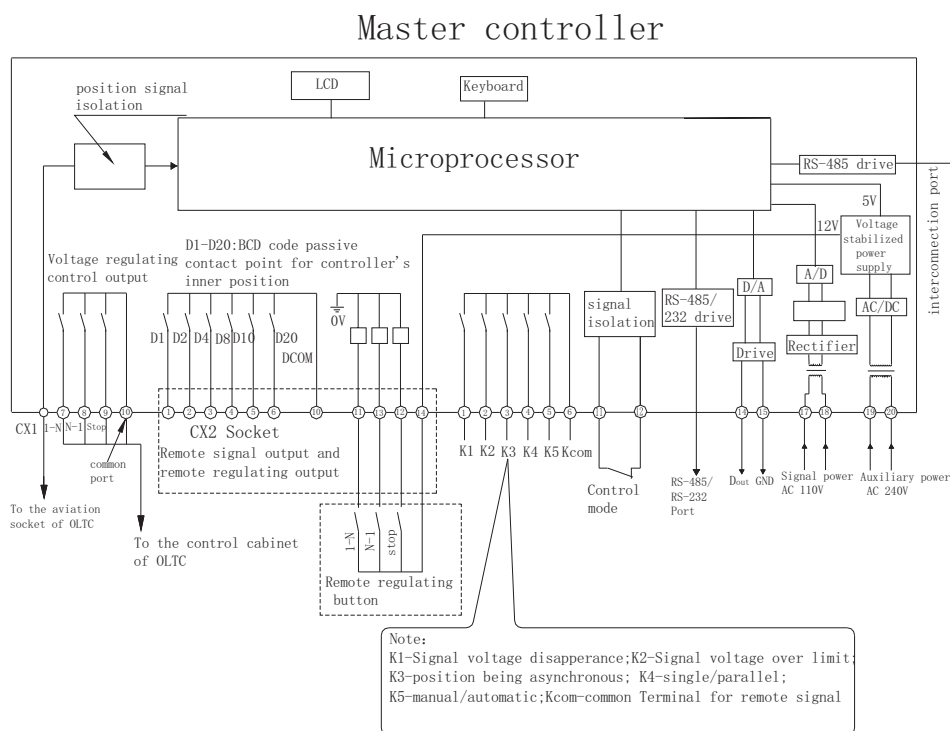 Master controller
LCD
Keyboard
position signal
isolation
Microprocessor
RS-485 drive
interconnection port
5V
12V
Voltage
stabilized
power
supply
D1-D20:BCD code passive
contact point for controller's
inner position
Voltage regulating
control output
0V
A/D
D/A
signal
isolation
RS-485/
232 drive
AC/DC
D1
D2
D4
D8
D10
D20
DCOM
Drive
Rectifier
7
8
9
10
1
2
3
4
5
6
10
11
13
12
14
1
2
3
4
5
6
11
12
14
15
17
18
19
20
CX1
1-N
N-1
Stop
common
port
CX2 Socket
Remote signal output and
remote regulating output
K1
K2
K3
K4
K5
Kcom
Control
mode
RS-485/
RS-232
Port
Dout
GND
Signal power
AC 110V
Auxiliary power
AC 240V
To the aviation
socket of OLTC
To the control cabinet
of OLTC
1-N
N-1
stop
Remote regulating
button
Note:
K1-Signal voltage disapperance;K2-Signal voltage over limit;
K3-position being asynchronous; K4-single/parallel;
K5-manual/automatic;Kcom-common Terminal for remote signal